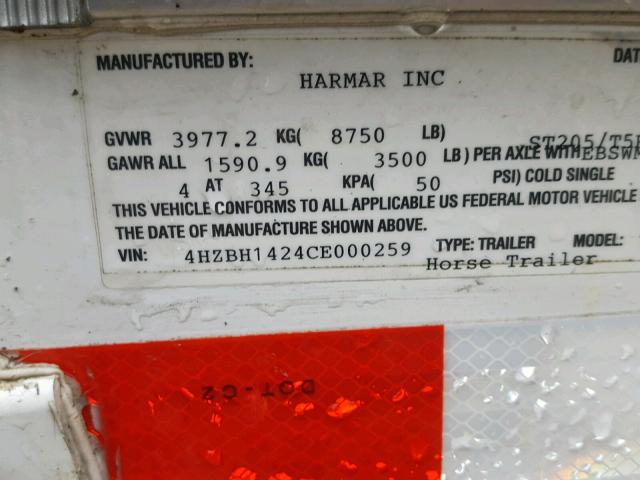 MANUFACTURED BY: DAT
HARMAR INC
GVWR 3977.2 KG( 8750 LB) ST205/T5
GAWR ALL 1590.9 KG( 3500 LB) PER AXLE WITH EBSWM
4 AT 345 KPA( 50 PSI) COLD SINGLE
THIS VEHICLE CONFORMS TO ALL APPLICABLE US FEDERAL MOTOR VEHICLE
THE DATE OF MANUFACTURE SHOWN ABOVE.
VIN: 4HZBH1424CE000259 TYPE: TRAILER MODEL:
Horse Trailer
DOT-C2